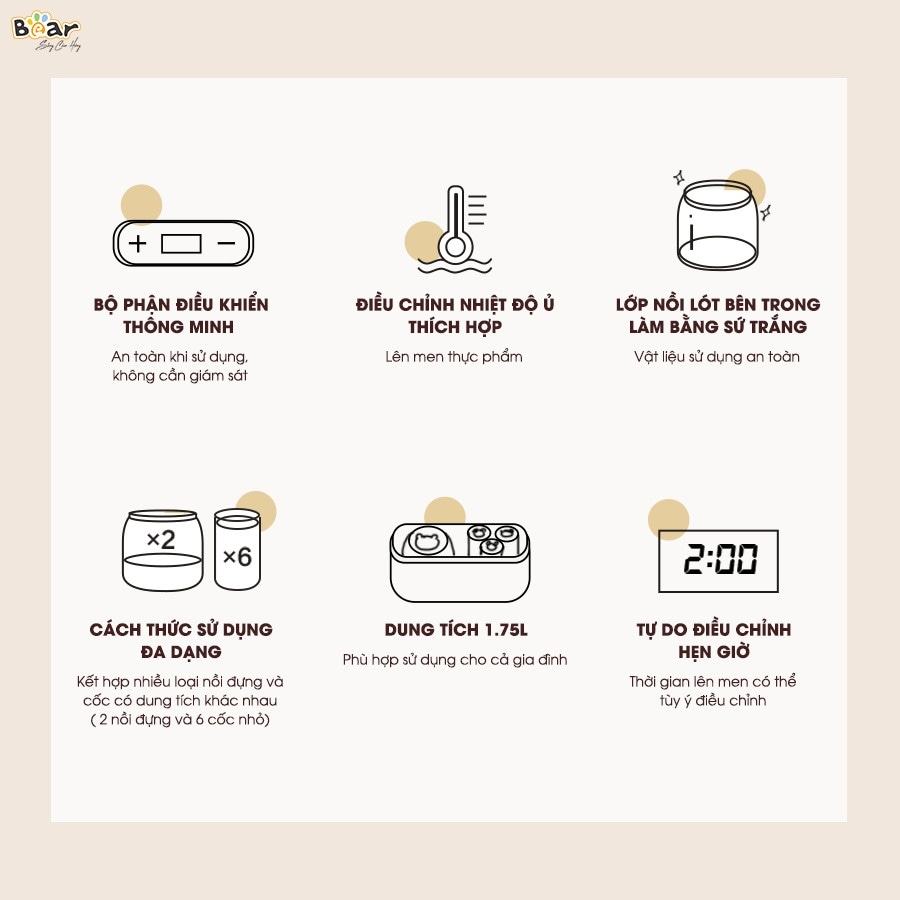 Bear
Sống Cao Hứng
+ −
BỘ PHẬN ĐIỀU KHIỂN
THÔNG MINH
An toàn khi sử dụng,
không cần giám sát
ĐIỀU CHỈNH NHIỆT ĐỘ Ủ
THÍCH HỢP
Lên men thực phẩm
LỚP NỒI LÓT BÊN TRONG
LÀM BẰNG SỨ TRẮNG
Vật liệu sử dụng an toàn
×2
×6
CÁCH THỨC SỬ DỤNG
ĐA DẠNG
Kết hợp nhiều loại nồi đựng và
cốc có dung tích khác nhau
( 2 nồi đựng và 6 cốc nhỏ)
DUNG TÍCH 1.75L
Phù hợp sử dụng cho cả gia đình
2:00
TỰ DO ĐIỀU CHỈNH
HẸN GIỜ
Thời gian lên men có thể
tùy ý điều chỉnh